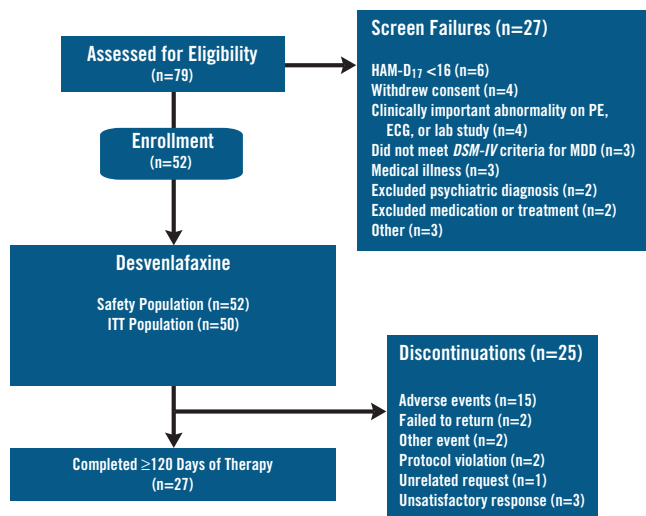 Assessed for Eligibility
(n=79)
Screen Failures (n=27)
HAM-D17 <16 (n=6)
Withdrew consent (n=4)
Clinically important abnormality on PE,
ECG, or lab study (n=4)
Did not meet DSM-IV criteria for MDD (n=3)
Medical illness (n=3)
Excluded psychiatric diagnosis (n=2)
Excluded medication or treatment (n=2)
Other (n=3)
Enrollment
(n=52)
Desvenlafaxine
Safety Population (n=52)
ITT Population (n=50)
Discontinuations (n=25)
Adverse events (n=15)
Failed to return (n=2)
Other event (n=2)
Protocol violation (n=2)
Unrelated request (n=1)
Unsatisfactory response (n=3)
Completed ≥120 Days of Therapy
(n=27)